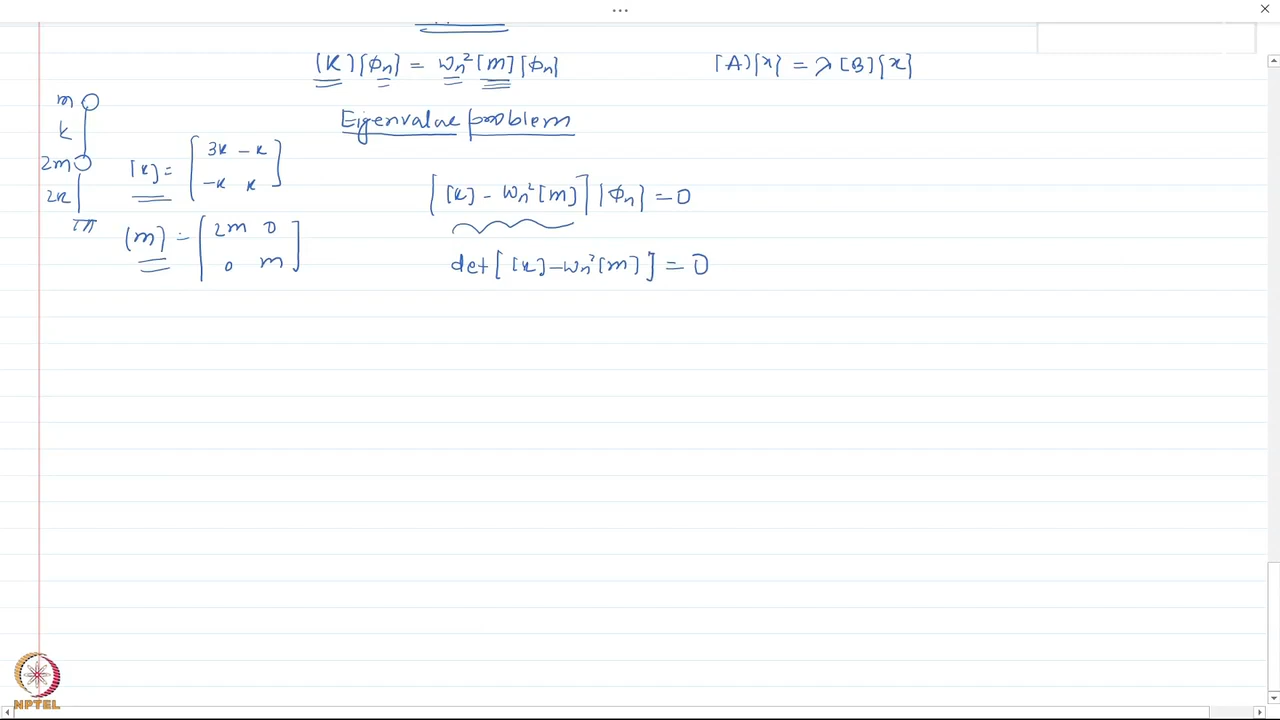 [K][ϕn] = ωn²[m][ϕn]
[A][x] = λ[B][x]
Eigenvalue problem
m
k
2m
2k
[k] = [3k -k
-k k]
[m] = [2m 0
0 m]
[[k] - ωn²[m]][ϕn] = 0
det[[k] - ωn²[m]] = 0
NPTEL